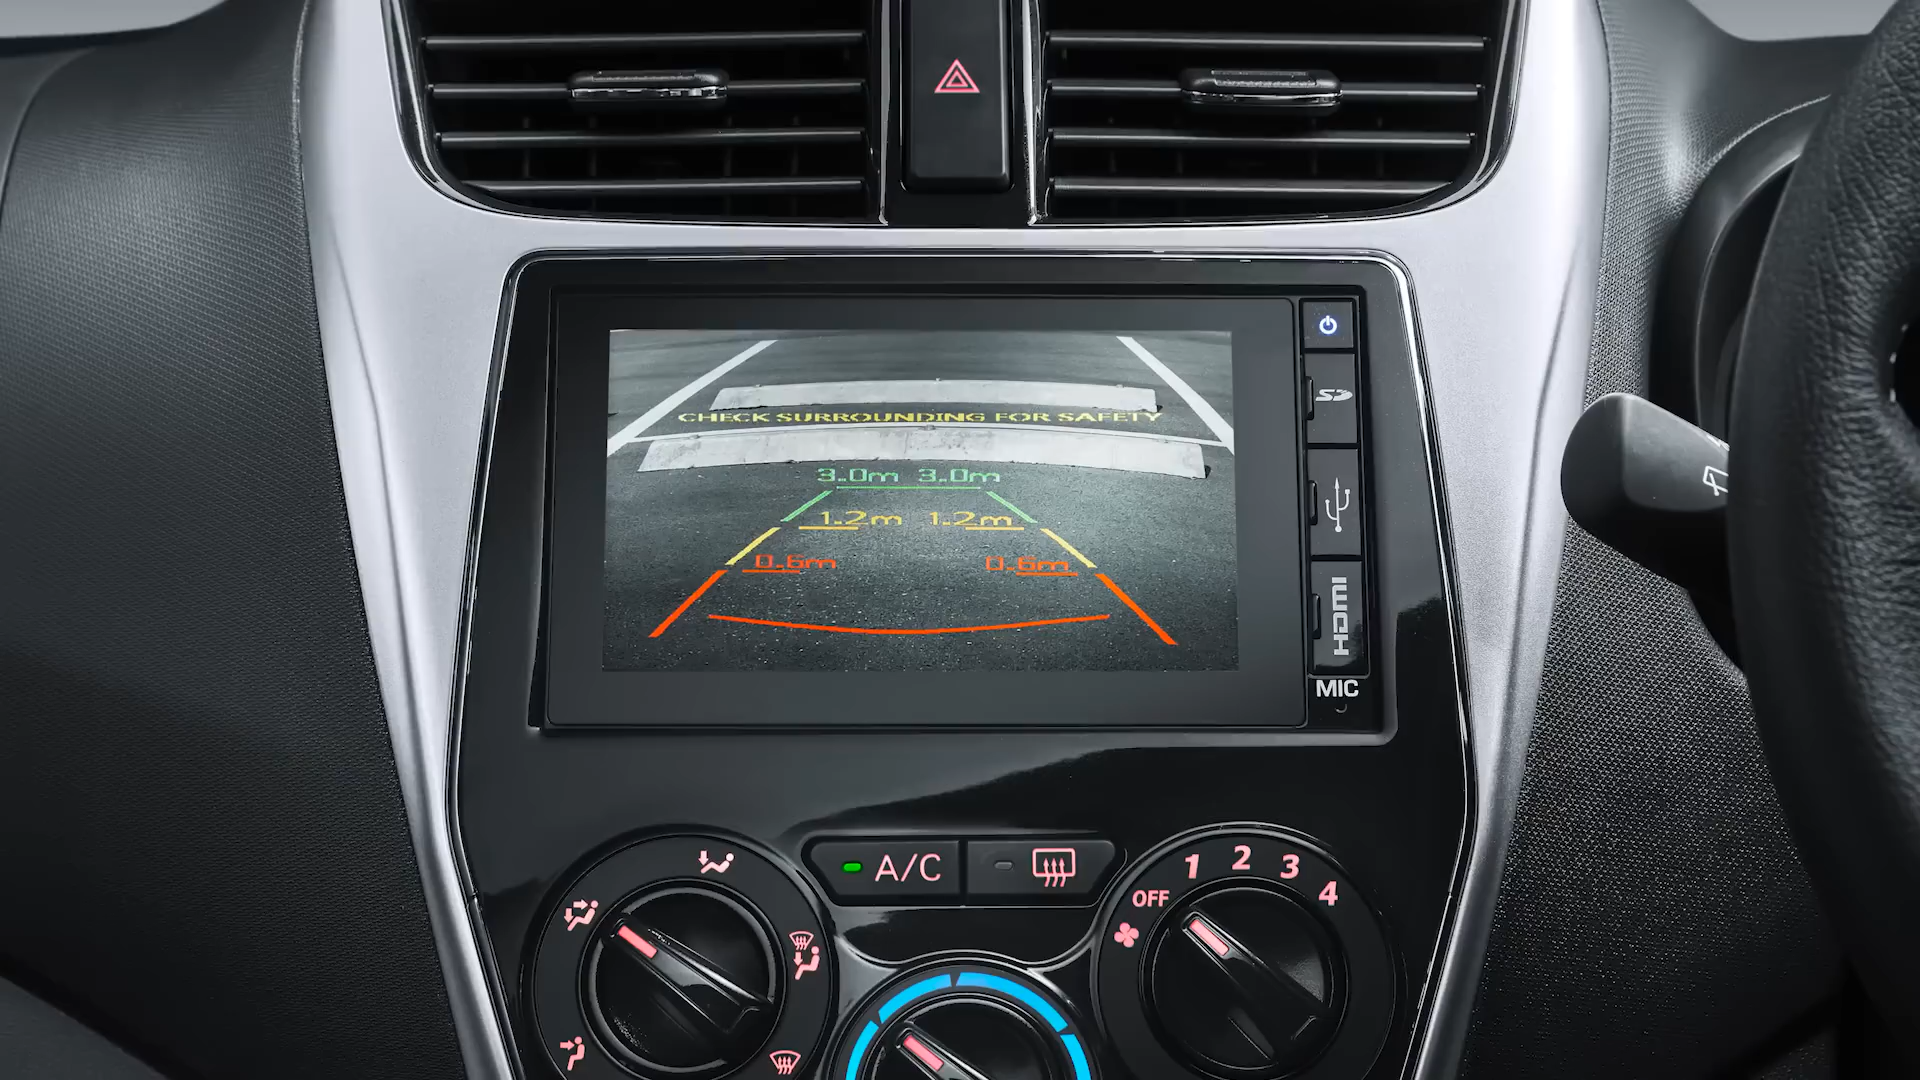 CHECK SURROUNDING FOR SAFETY
3.0m 3.0m
1.2m 1.2m
0.6m 0.6m
SD
HDMI
MIC
A/C
OFF 1 2 3 4